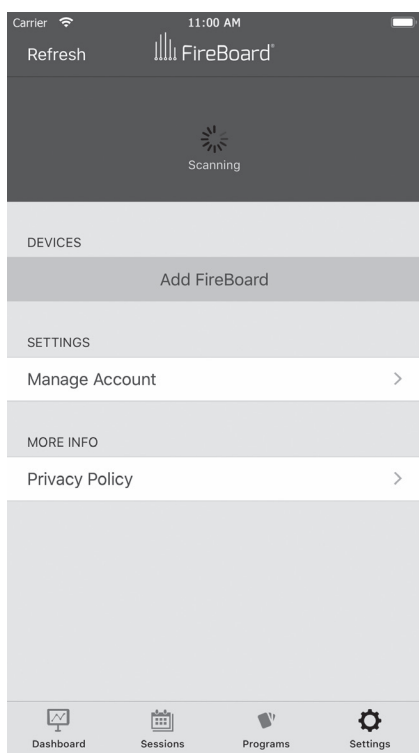 Carrier 11:00 AM
Refresh FireBoard®
Scanning
DEVICES
Add FireBoard
SETTINGS
Manage Account
MORE INFO
Privacy Policy
Dashboard Sessions Programs Settings